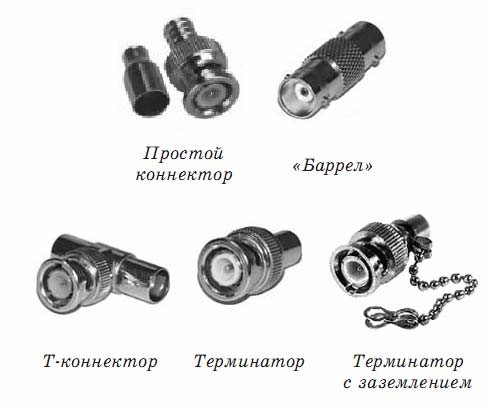 Простой
коннектор
«Баррел»
Т-коннектор
Терминатор
Терминатор
с заземлением